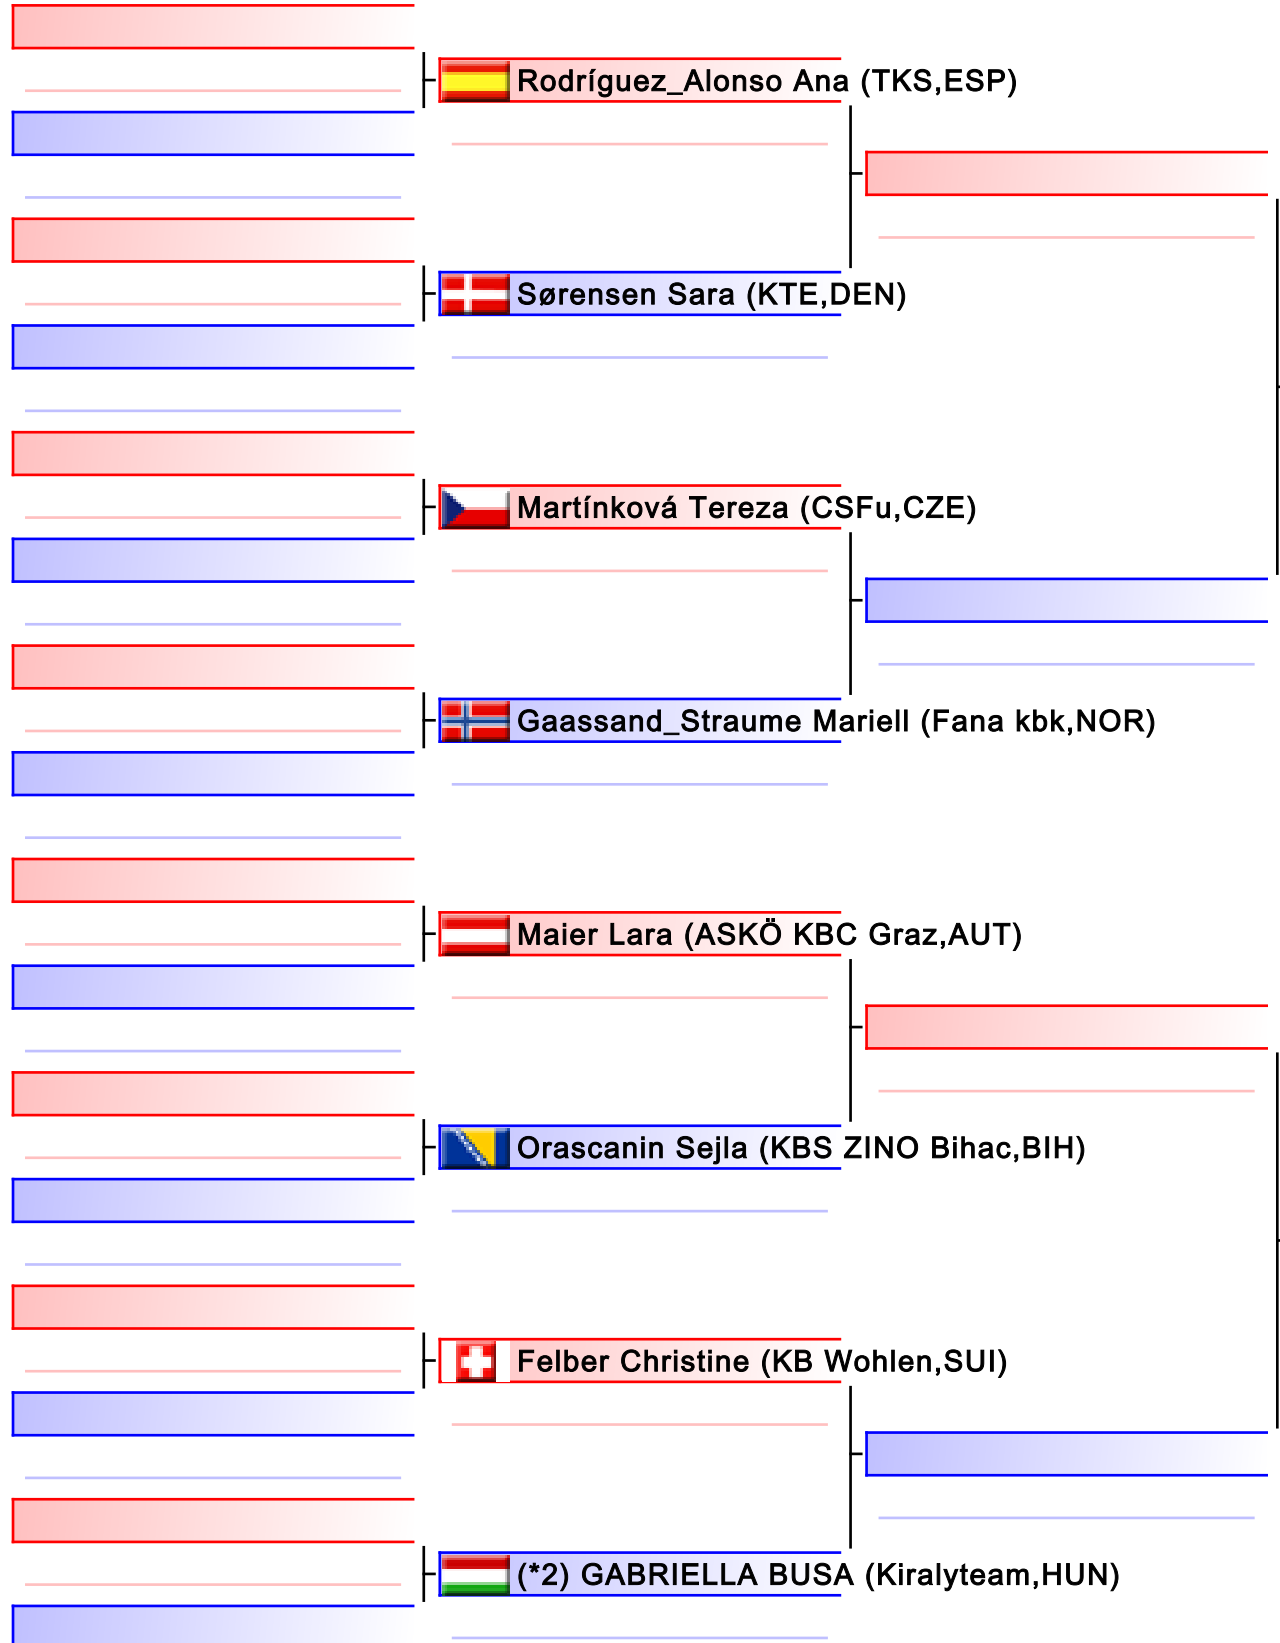 Rodríguez_Alonso Ana (TKS,ESP)
Sørensen Sara (KTE,DEN)
Martínková Tereza (CSFu,CZE)
Gaassand_Straume Mariell (Fana kbk,NOR)
Maier Lara (ASKÖ KBC Graz,AUT)
Orascanin Sejla (KBS ZINO Bihac,BIH)
Felber Christine (KB Wohlen,SUI)
(*2) GABRIELLA BUSA (Kiralyteam,HUN)